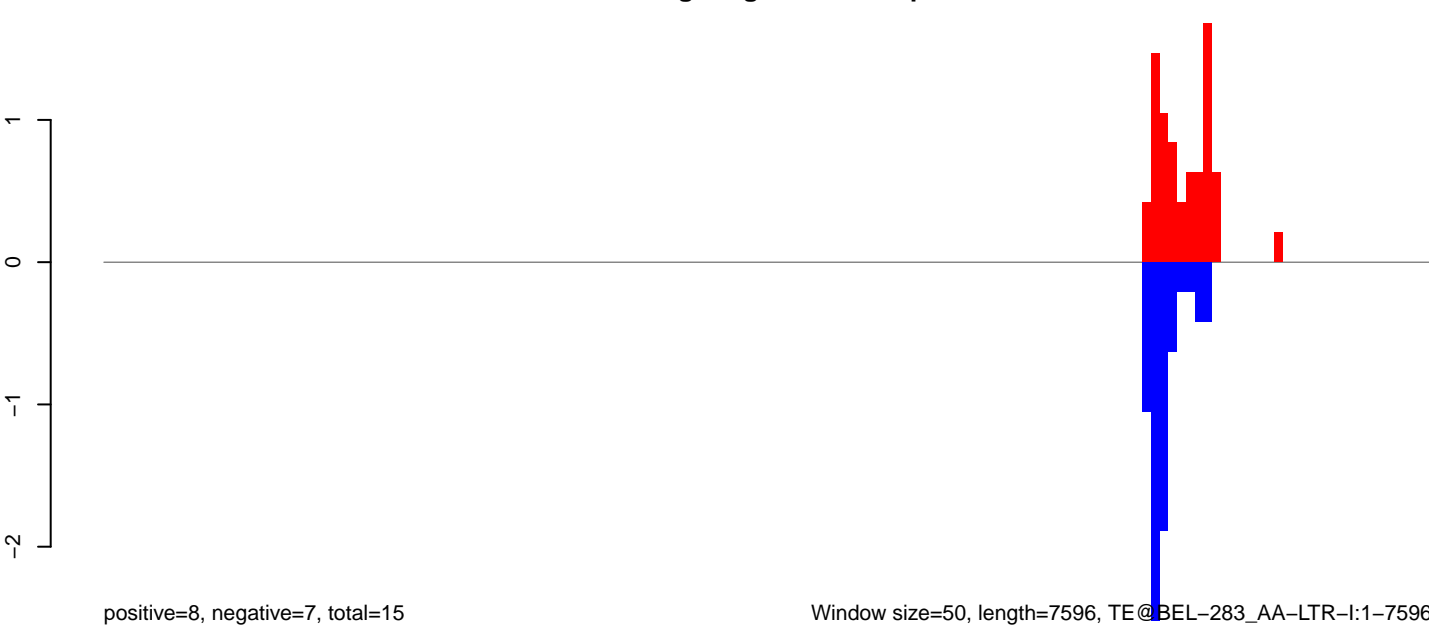 1
0
−1
−2
positive=8, negative=7, total=15
Window size=50, length=7596, TE@BEL−283_AA−LTR−I:1−7596